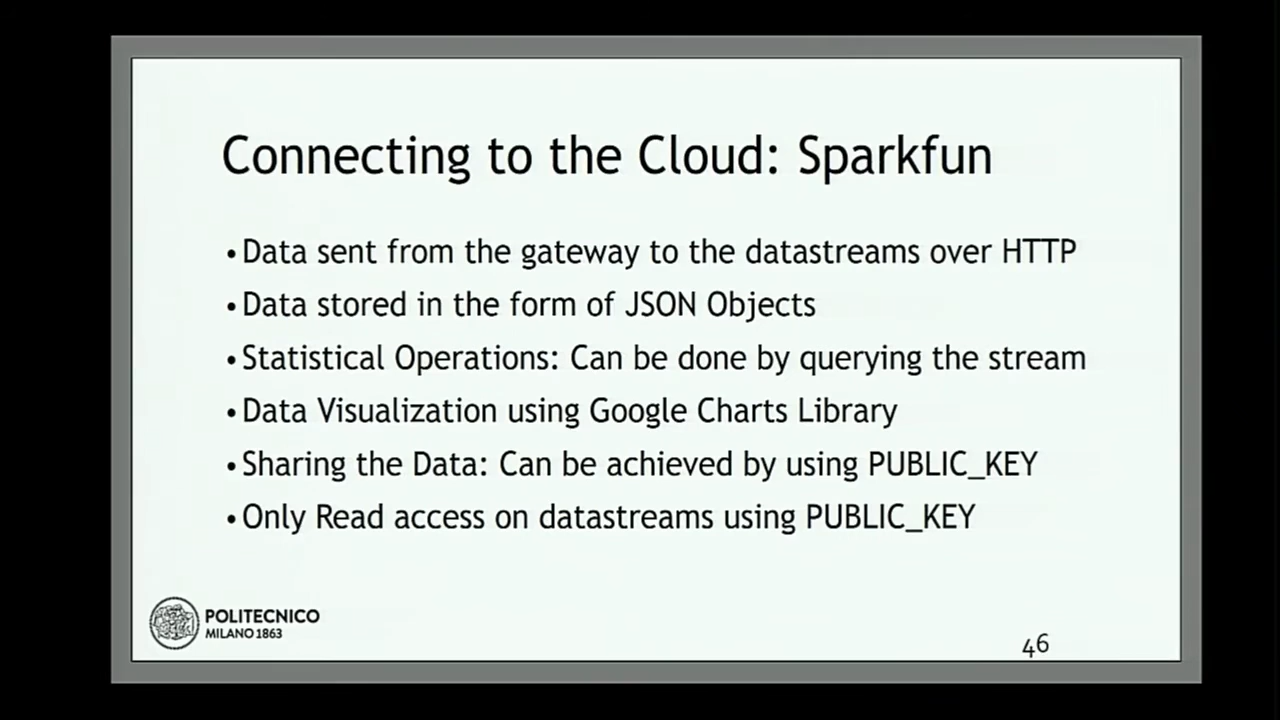 Connecting to the Cloud: Sparkfun
•Data sent from the gateway to the datastreams over HTTP
•Data stored in the form of JSON Objects
•Statistical Operations: Can be done by querying the stream
•Data Visualization using Google Charts Library
•Sharing the Data: Can be achieved by using PUBLIC_KEY
•Only Read access on datastreams using PUBLIC_KEY
POLITECNICO
MILANO 1863
46